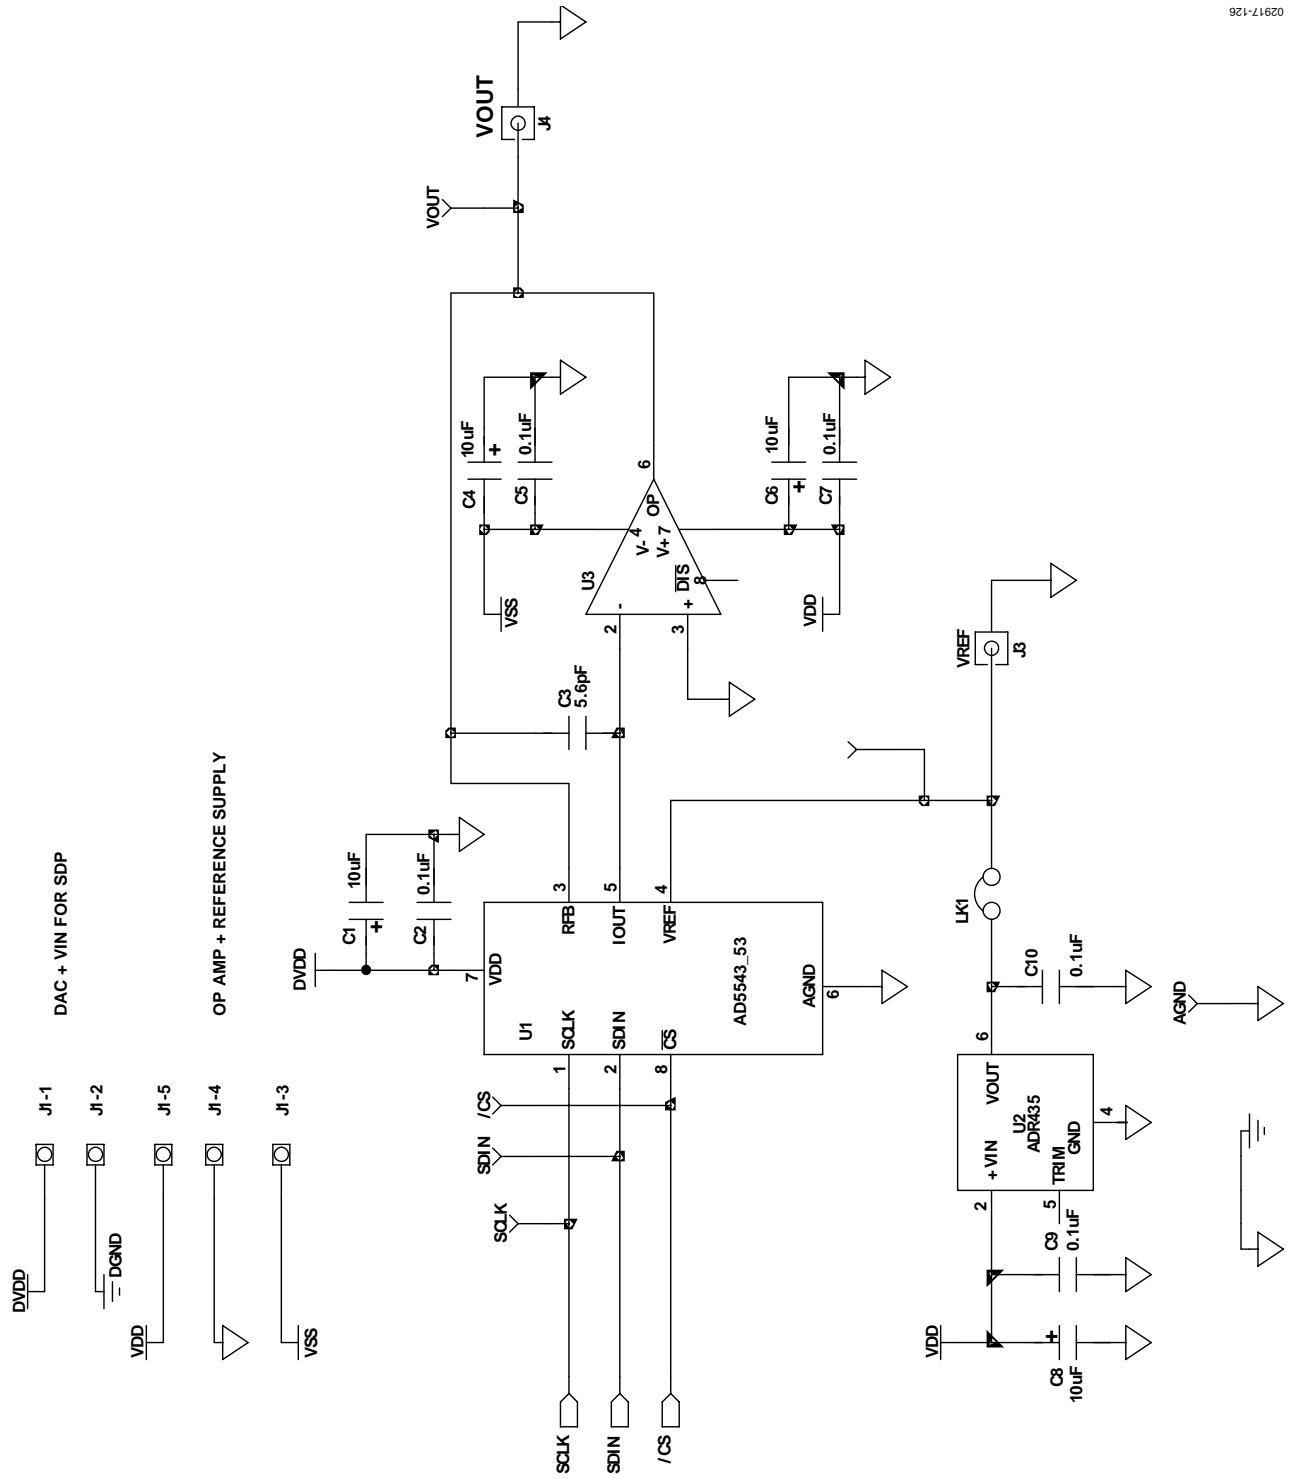 02917-126
VOUT
J4
VOUT
10uF
+
C4
0.1uF
C5
VSS
U3
V-
4
OP
6
V+
7
DIS
8
-
2
+
3
10uF
+
C6
0.1uF
C7
VDD
C3
5.6pF
VREF
J3
DAC + VIN FOR SDP
OP AMP + REFERENCE SUPPLY
DVDD
10uF
+
C1
0.1uF
C2
7
VDD
U1
AD5543_53
RFB
3
IOUT
5
VREF
4
AGND
6
SCLK
1
SDIN
2
CS
8
/CS
SDIN
SCLK
SCLK
SDIN
/CS
J1-1
DVDD
J1-2
DGND
J1-5
VDD
J1-4
J1-3
VSS
LK1
C10
0.1uF
6
VOUT
U2
ADR435
GND
4
+VIN
2
TRIM
5
C9
0.1uF
VDD
+
C8
10uF
AGND